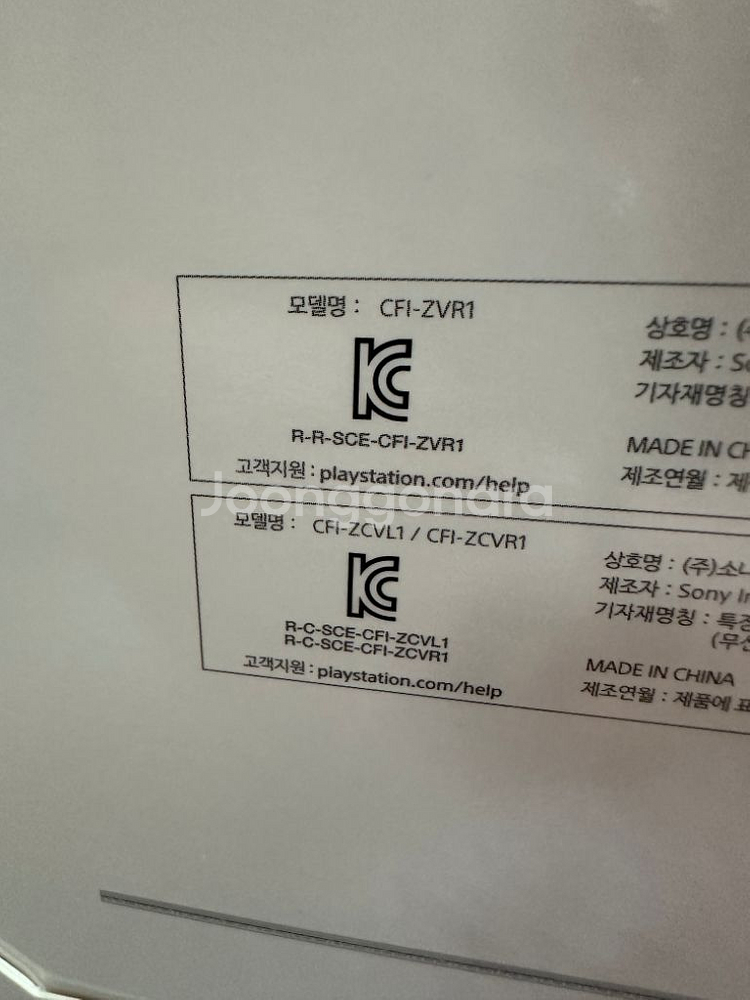 모델명 : CFI-ZVR1
R-R-SCE-CFI-ZVR1
고객지원 : playstation.com/help
상호명 : (
제조자 :
기자재명칭
MADE IN
제조연월 :
Joonggonara
모델명 : CFI-ZCVL1 / CFI-ZCVR1
R-C-SCE-CFI-ZCVL1
R-C-SCE-CFI-ZCVR1
고객지원 : playstation.com/help
상호명 : (주)소니
제조자 : Sony
기자재명칭 :
MADE IN CHINA
제조연월 : 제품에